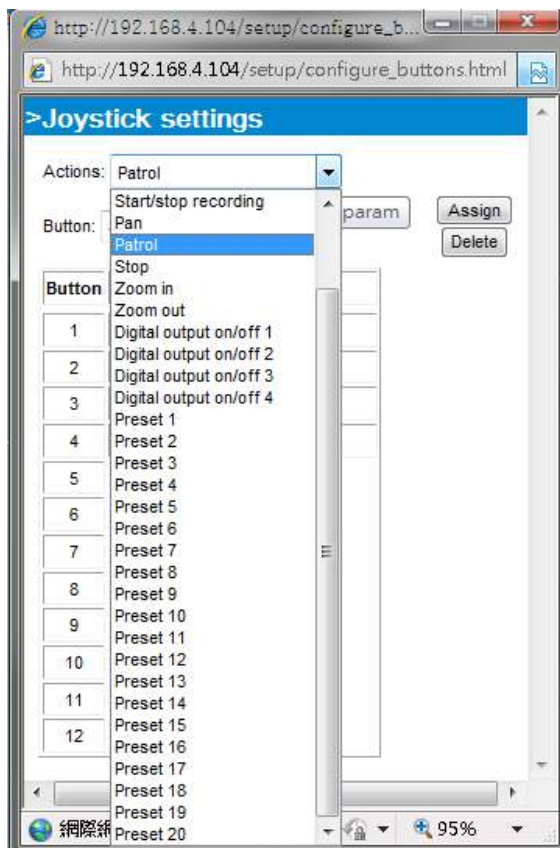 http://192.168.4.104/setup/configure_b...
http://192.168.4.104/setup/configure_buttons.html
>Joystick settings
Actions: Patrol
Start/stop recording
Button: Pan param Assign
Patrol Delete
Stop
Button Zoom in
Zoom out
1 Digital output on/off 1
Digital output on/off 2
2 Digital output on/off 3
3 Digital output on/off 4
Preset 1
4 Preset 2
Preset 3
5 Preset 4
Preset 5
6 Preset 6
7 Preset 7
Preset 8
8 Preset 9
9 Preset 10
Preset 11
10 Preset 12
Preset 13
11 Preset 14
Preset 15
12 Preset 16
Preset 17
Preset 18
Preset 19
網際 Preset 20 95%